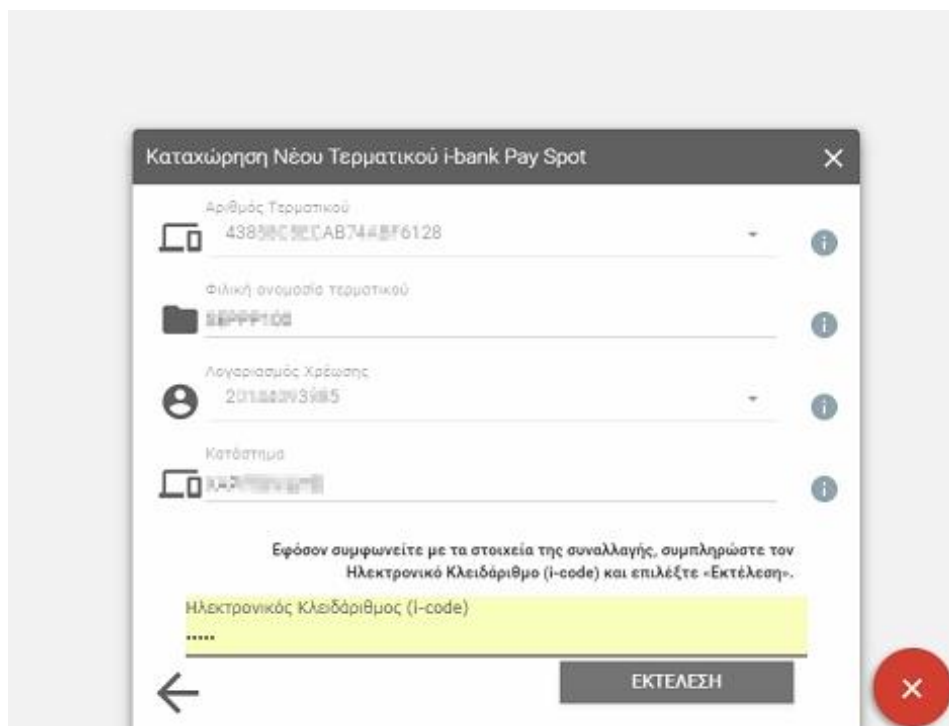 Καταχώρηση Νέου Τερματικού i-bank Pay Spot
Αριθμός Τερματικού
Φιλική ονομασία τερματικού
Λογαριασμός Χρέωσης
Κατάστημα
Εφόσον συμφωνείτε με τα στοιχεία της συναλλαγής, συμπληρώστε τον
Ηλεκτρονικό Κλειδάριθμο (i-code) και επιλέξτε «Εκτέλεση».
Ηλεκτρονικός Κλειδάριθμος (i-code)
•••••
ΕΚΤΕΛΕΣΗ